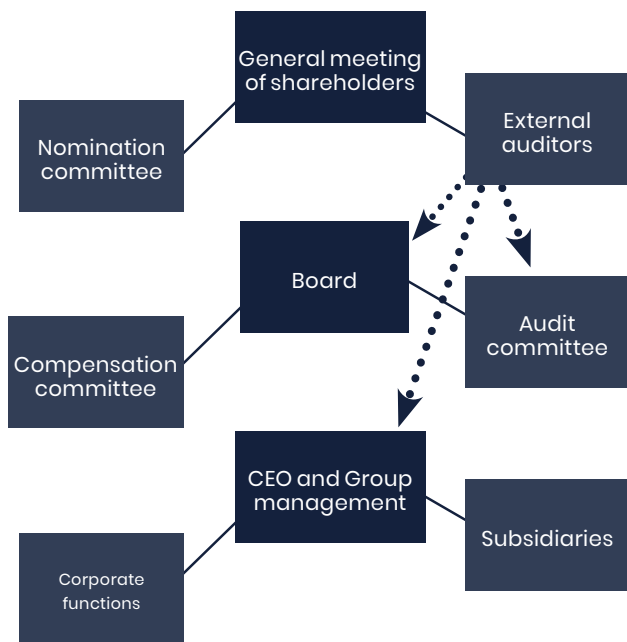 General meeting
of shareholders
External
auditors
Nomination
committee
Board
Audit
committee
Compensation
committee
CEO and Group
management
Subsidiaries
Corporate
functions